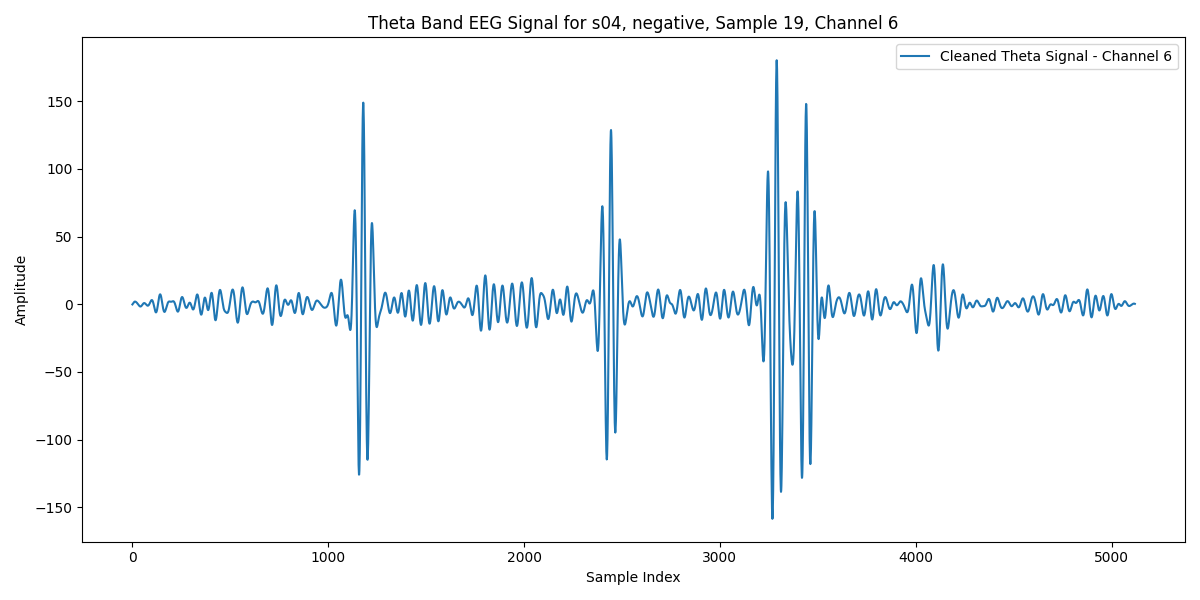 Theta Band EEG Signal for s04, negative, Sample 19, Channel 6
Cleaned Theta Signal - Channel 6
150
100
50
0
−50
−100
−150
Amplitude
0 1000 2000 3000 4000 5000
Sample Index